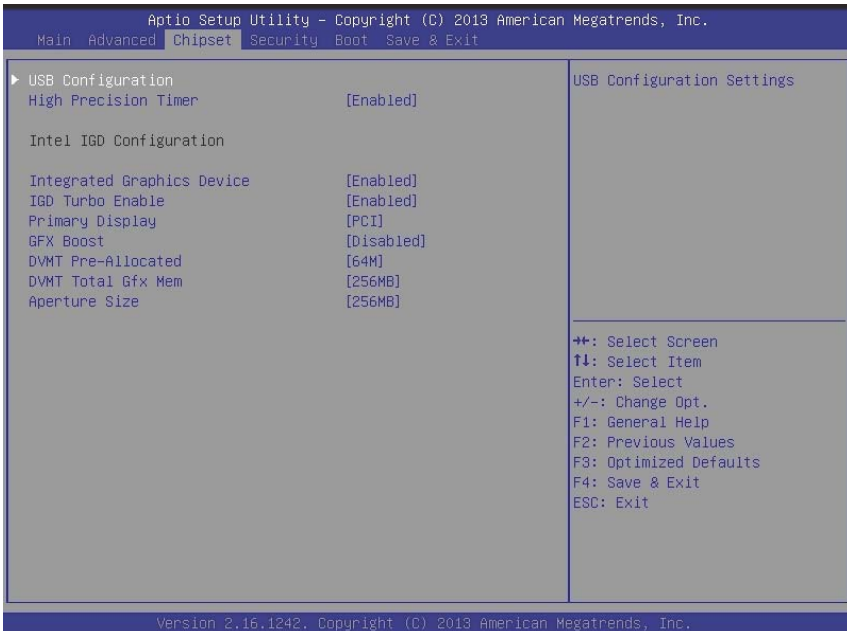 Aptio Setup Utility – Copyright (C) 2013 American Megatrends, Inc.
Main Advanced Chipset Security Boot Save & Exit
▶ USB Configuration
High Precision Timer [Enabled]
Intel IGD Configuration
Integrated Graphics Device [Enabled]
IGD Turbo Enable [Enabled]
Primary Display [PCI]
GFX Boost [Disabled]
DVMT Pre-Allocated [64M]
DVMT Total Gfx Mem [256MB]
Aperture Size [256MB]
USB Configuration Settings
→←: Select Screen
↑↓: Select Item
Enter: Select
+/-: Change Opt.
F1: General Help
F2: Previous Values
F3: Optimized Defaults
F4: Save & Exit
ESC: Exit
Version 2.16.1242. Copyright (C) 2013 American Megatrends, Inc.